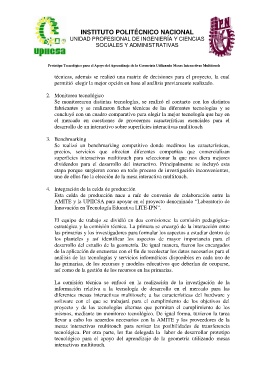 INSTITUTO POLITÉCNICO NACIONAL
UNIDAD PROFESIONAL DE INGENIERÍA Y CIENCIAS
SOCIALES Y ADMINISTRATIVAS
UPIICSA
Prototipo Tecnológico para el Apoyo del Aprendizaje de la Geometría Utilizando Mesas Interactivas Multitouch
técnicas, además se realizó una matriz de decisiones para el proyecto, la cual
permitió elegir la mejor opción en base al análisis previamente realizado.
2. Monitoreo tecnológico
Se monitorearon distintas tecnologías, se realizó el contacto con los distintos
fabricantes y se realizaron fichas técnicas de las diferentes tecnologías y se
concluyó con un cuadro comparativo para elegir la mejor tecnología que hay en
el mercado en cuestiones de proveernos características esenciales para el
desarrollo de un interactivo sobre superficies interactivas multitouch.
3. Benchmarking
Se realizó un benchmarking competitivo donde medimos las características,
precios, servicios que ofrecían diferentes compañías que comercializan
superficies interactivas multitouch para seleccionar la que nos diera mejores
dividendos para el desarrollo del interactivo. Principalmente se incluyó esta
etapa porque surgieron como en todo proceso de investigación inconvenientes,
uno de ellos fue la elección de la mesa interactiva multitouch.
4. Integración de la celda de producción
Esta celda de producción nace a raíz de convenio de colaboración entre la
AMITE y la UPIICSA para apoyar en el proyecto denominado "Laboratorio de
Innovación en Tecnología Educativa LITE-IPN".
El equipo de trabajo se dividió en dos comisiones: la comisión pedagógica-
estratégica y la comisión técnica. La primera se encargó de la interacción entre
las primarias y los investigadores para formular los aspectos a estudiar dentro de
los planteles y así identificar los aspectos de mayor importancia para el
desarrollo del estudio de la geometría. De igual manera, fueron los encargados
de la aplicación de encuestas con el fin de recolectar los datos necesarios para el
análisis de las tecnologías y servicios informáticos disponibles en cada una de
las primarias, de los recursos y modelos educativos que deberían de ocuparse,
así como de la gestión de los recursos en las primarias.
La comisión técnica se enfocó en la realización de la investigación de la
información relativa a la tecnología de desarrollo en el mercado para las
diferentes mesas interactivas multitouch; a las características del hardware y
software con el que se trabajará para el cumplimiento de los objetivos del
proyecto y de las tecnologías alternas que permitan el cumplimiento de los
mismos, mediante un monitoreo tecnológico. De igual forma, tuvieron la tarea
llevar a cabo los acuerdos necesarios con la AMITE y los proveedores de la
mesas interactivas multitouch para revisar las posibilidades de transferencia
tecnológica. Por otra parte, les fue delegada la labor de desarrollar prototipo
tecnológico para el apoyo del aprendizaje de la geometría utilizando mesas
interactivas multitouch.